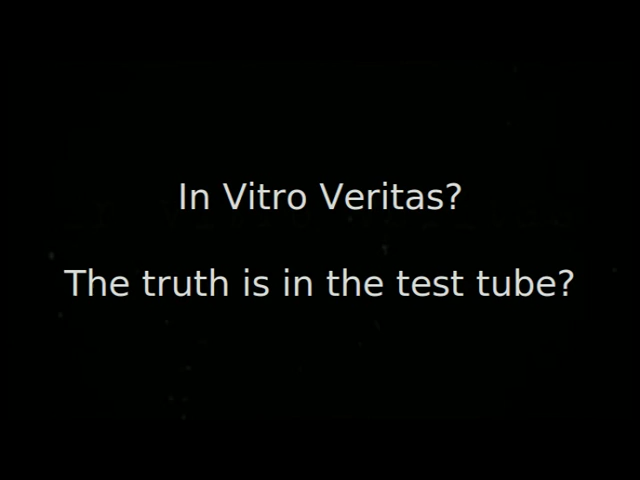 In Vitro Veritas?
The truth is in the test tube?